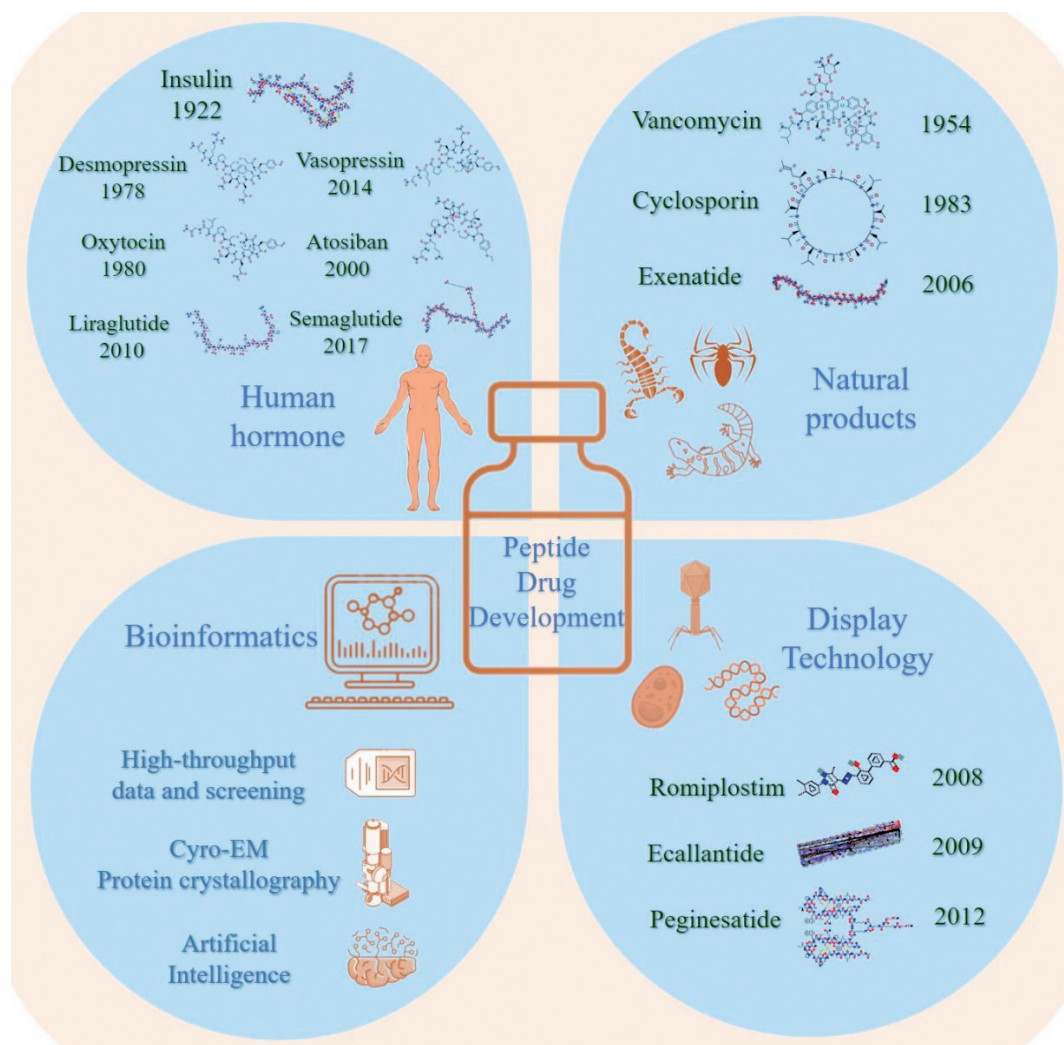 Insulin
1922
Desmopressin
1978
Vasopressin
2014
Oxytocin
1980
Atosiban
2000
Liraglutide
2010
Semaglutide
2017
Human
hormone
Vancomycin
1954
Cyclosporin
1983
Exenatide
2006
Natural
products
Peptide
Drug
Development
Bioinformatics
High-throughput
data and screening
Cyro-EM
Protein crystallography
Artificial
Intelligence
Display
Technology
Romiplostim
2008
Ecallantide
2009
Peginesatide
2012